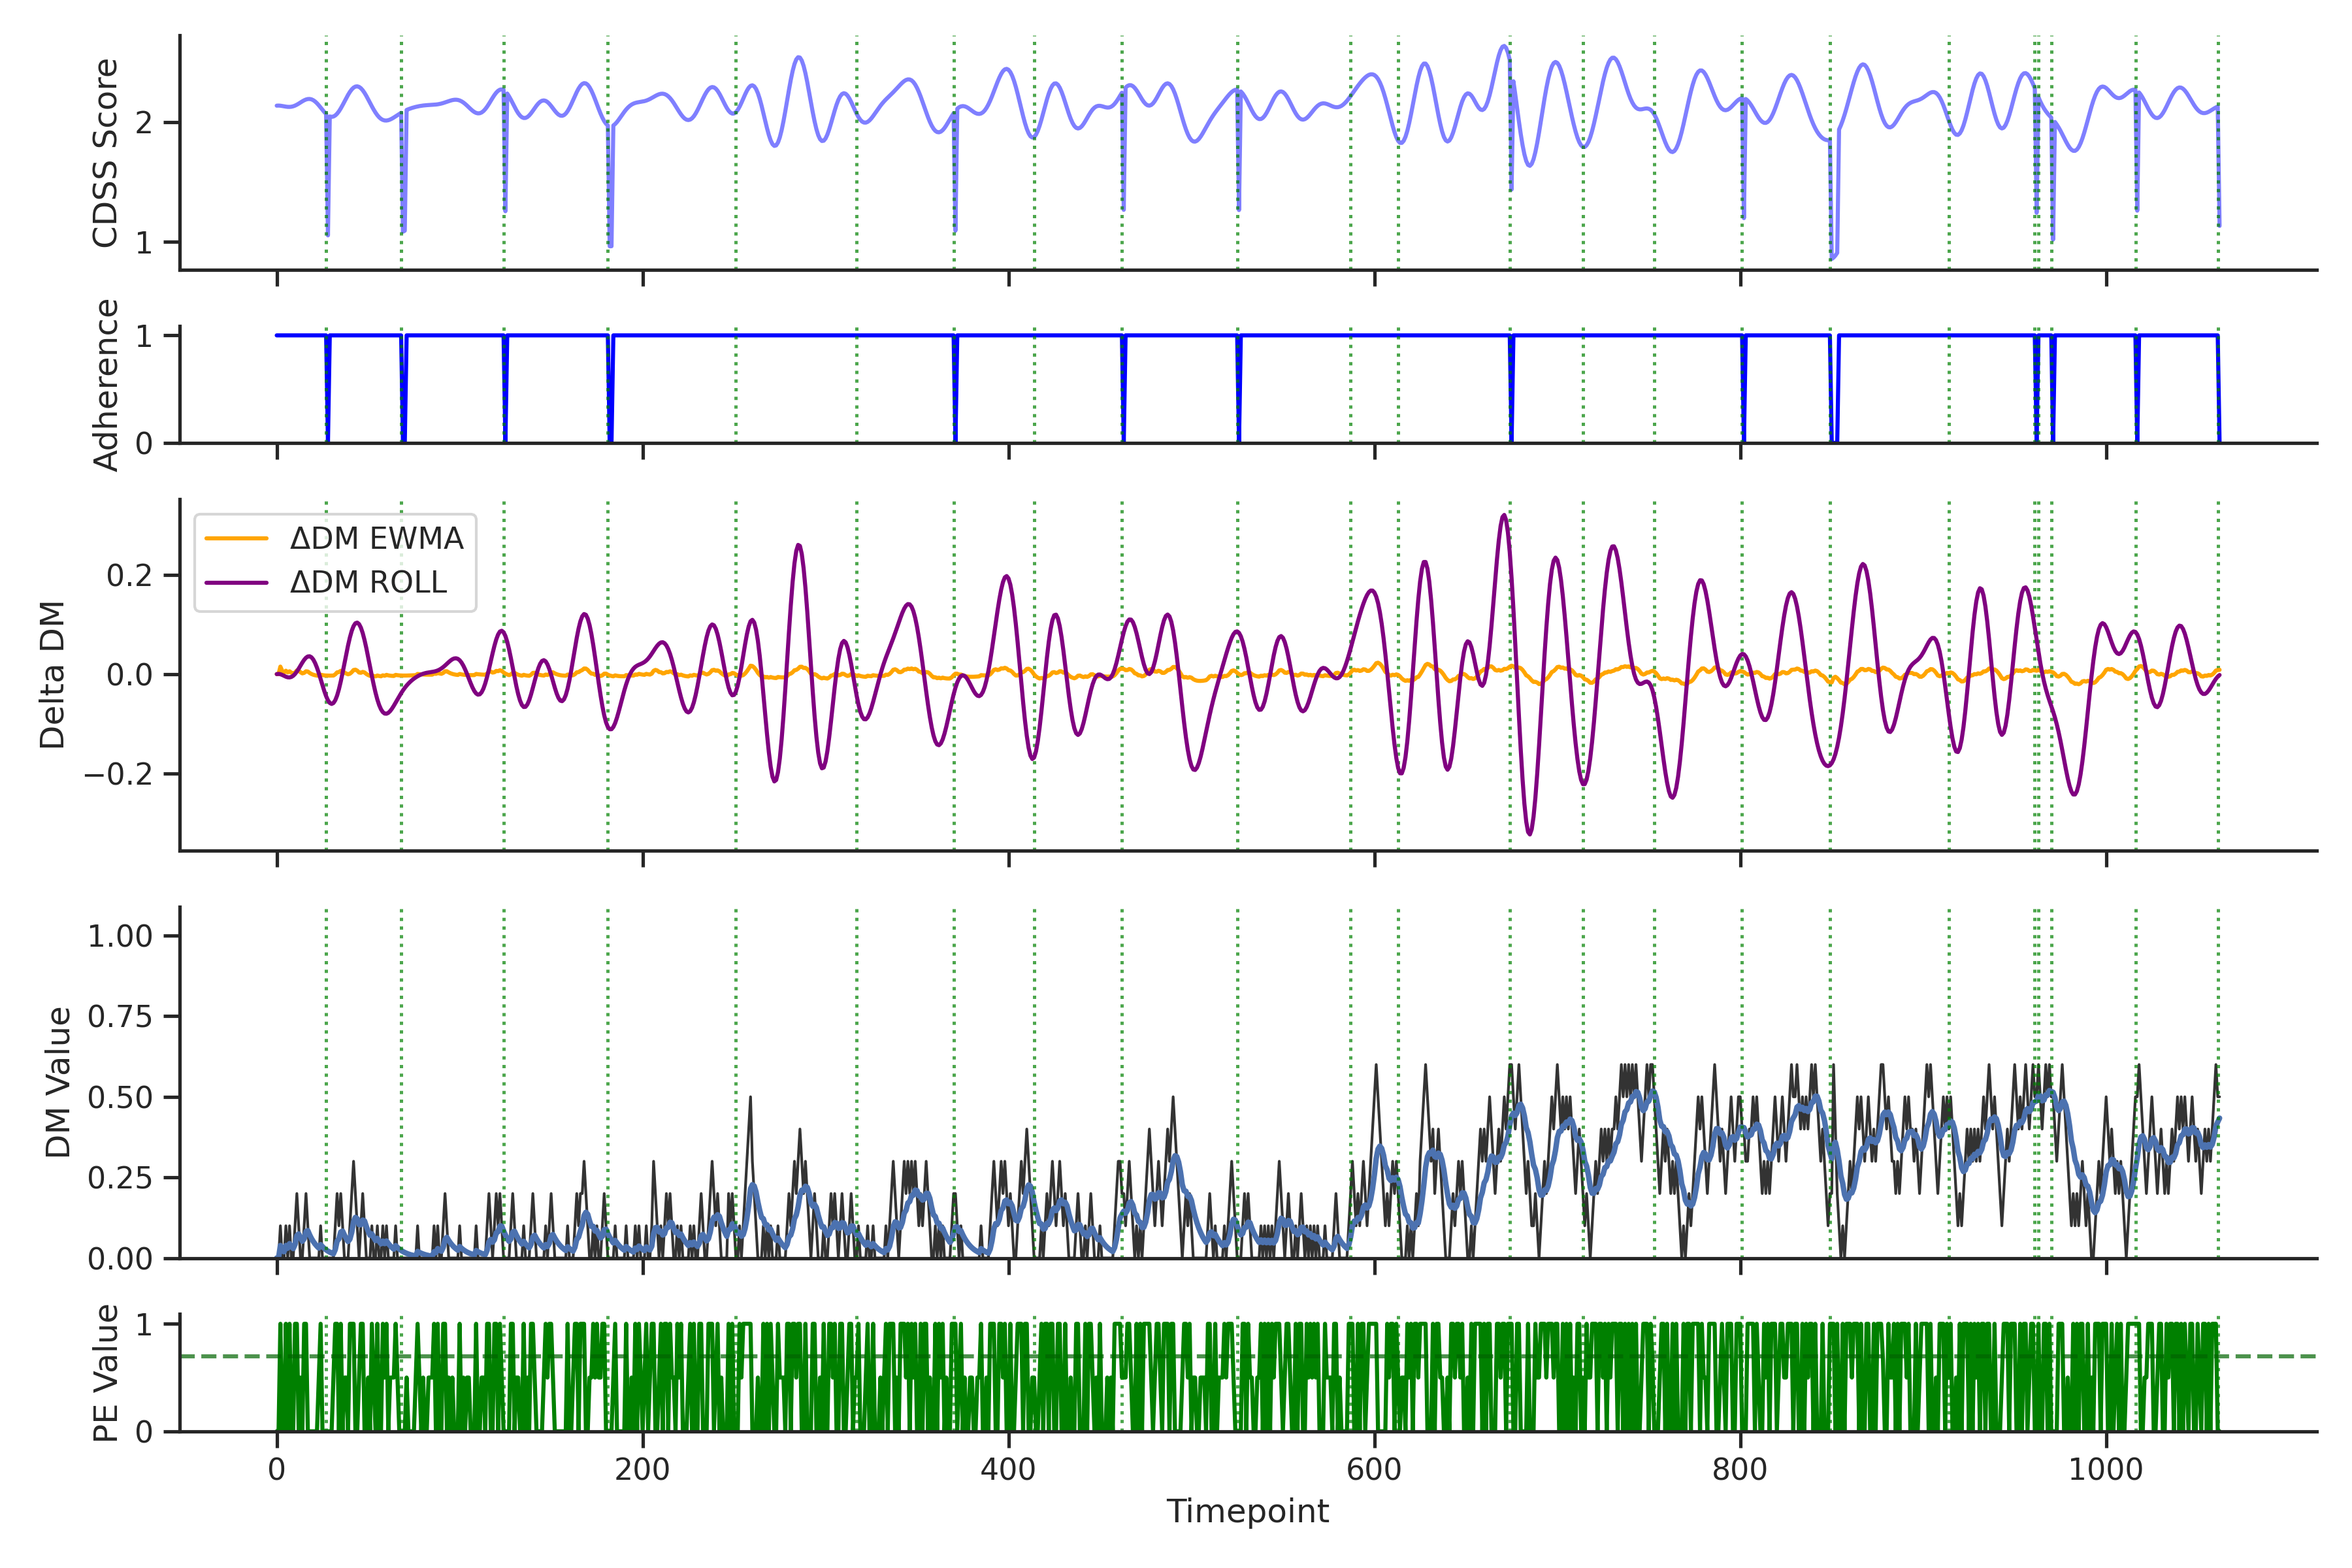 CDSS Score
2
1
Adherence
1
0
Delta DM
0.2
0.0
−0.2
ΔDM EWMA
ΔDM ROLL
DM Value
1.00
0.75
0.50
0.25
0.00
PE Value
1
0
0
200
400
600
800
1000
Timepoint